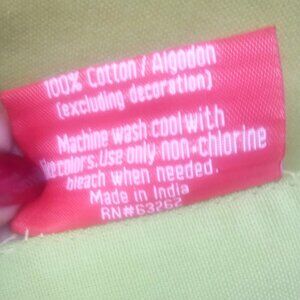 100% Cotton / Algodon
(excluding decoration)
Machine wash cool with
like colors. Use only non-chlorine
bleach when needed.
Made in India
RN#63262